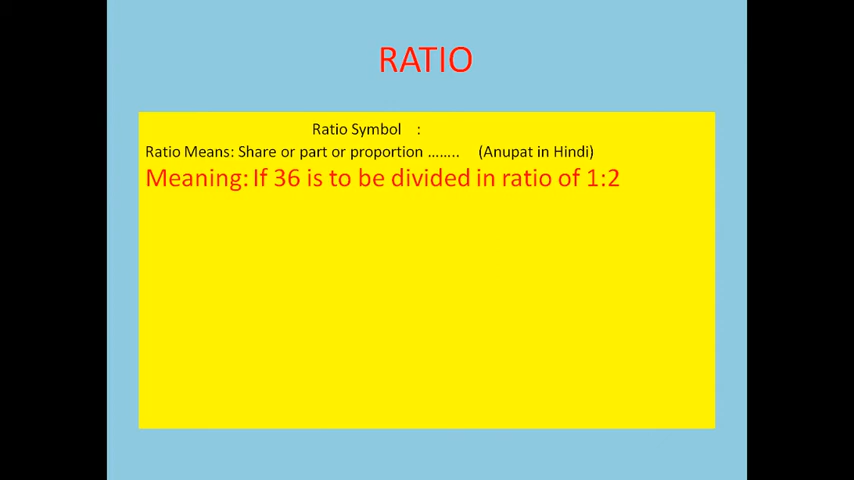 RATIO
Ratio Symbol :
Ratio Means: Share or part or proportion …….. (Anupat in Hindi)
Meaning: If 36 is to be divided in ratio of 1:2